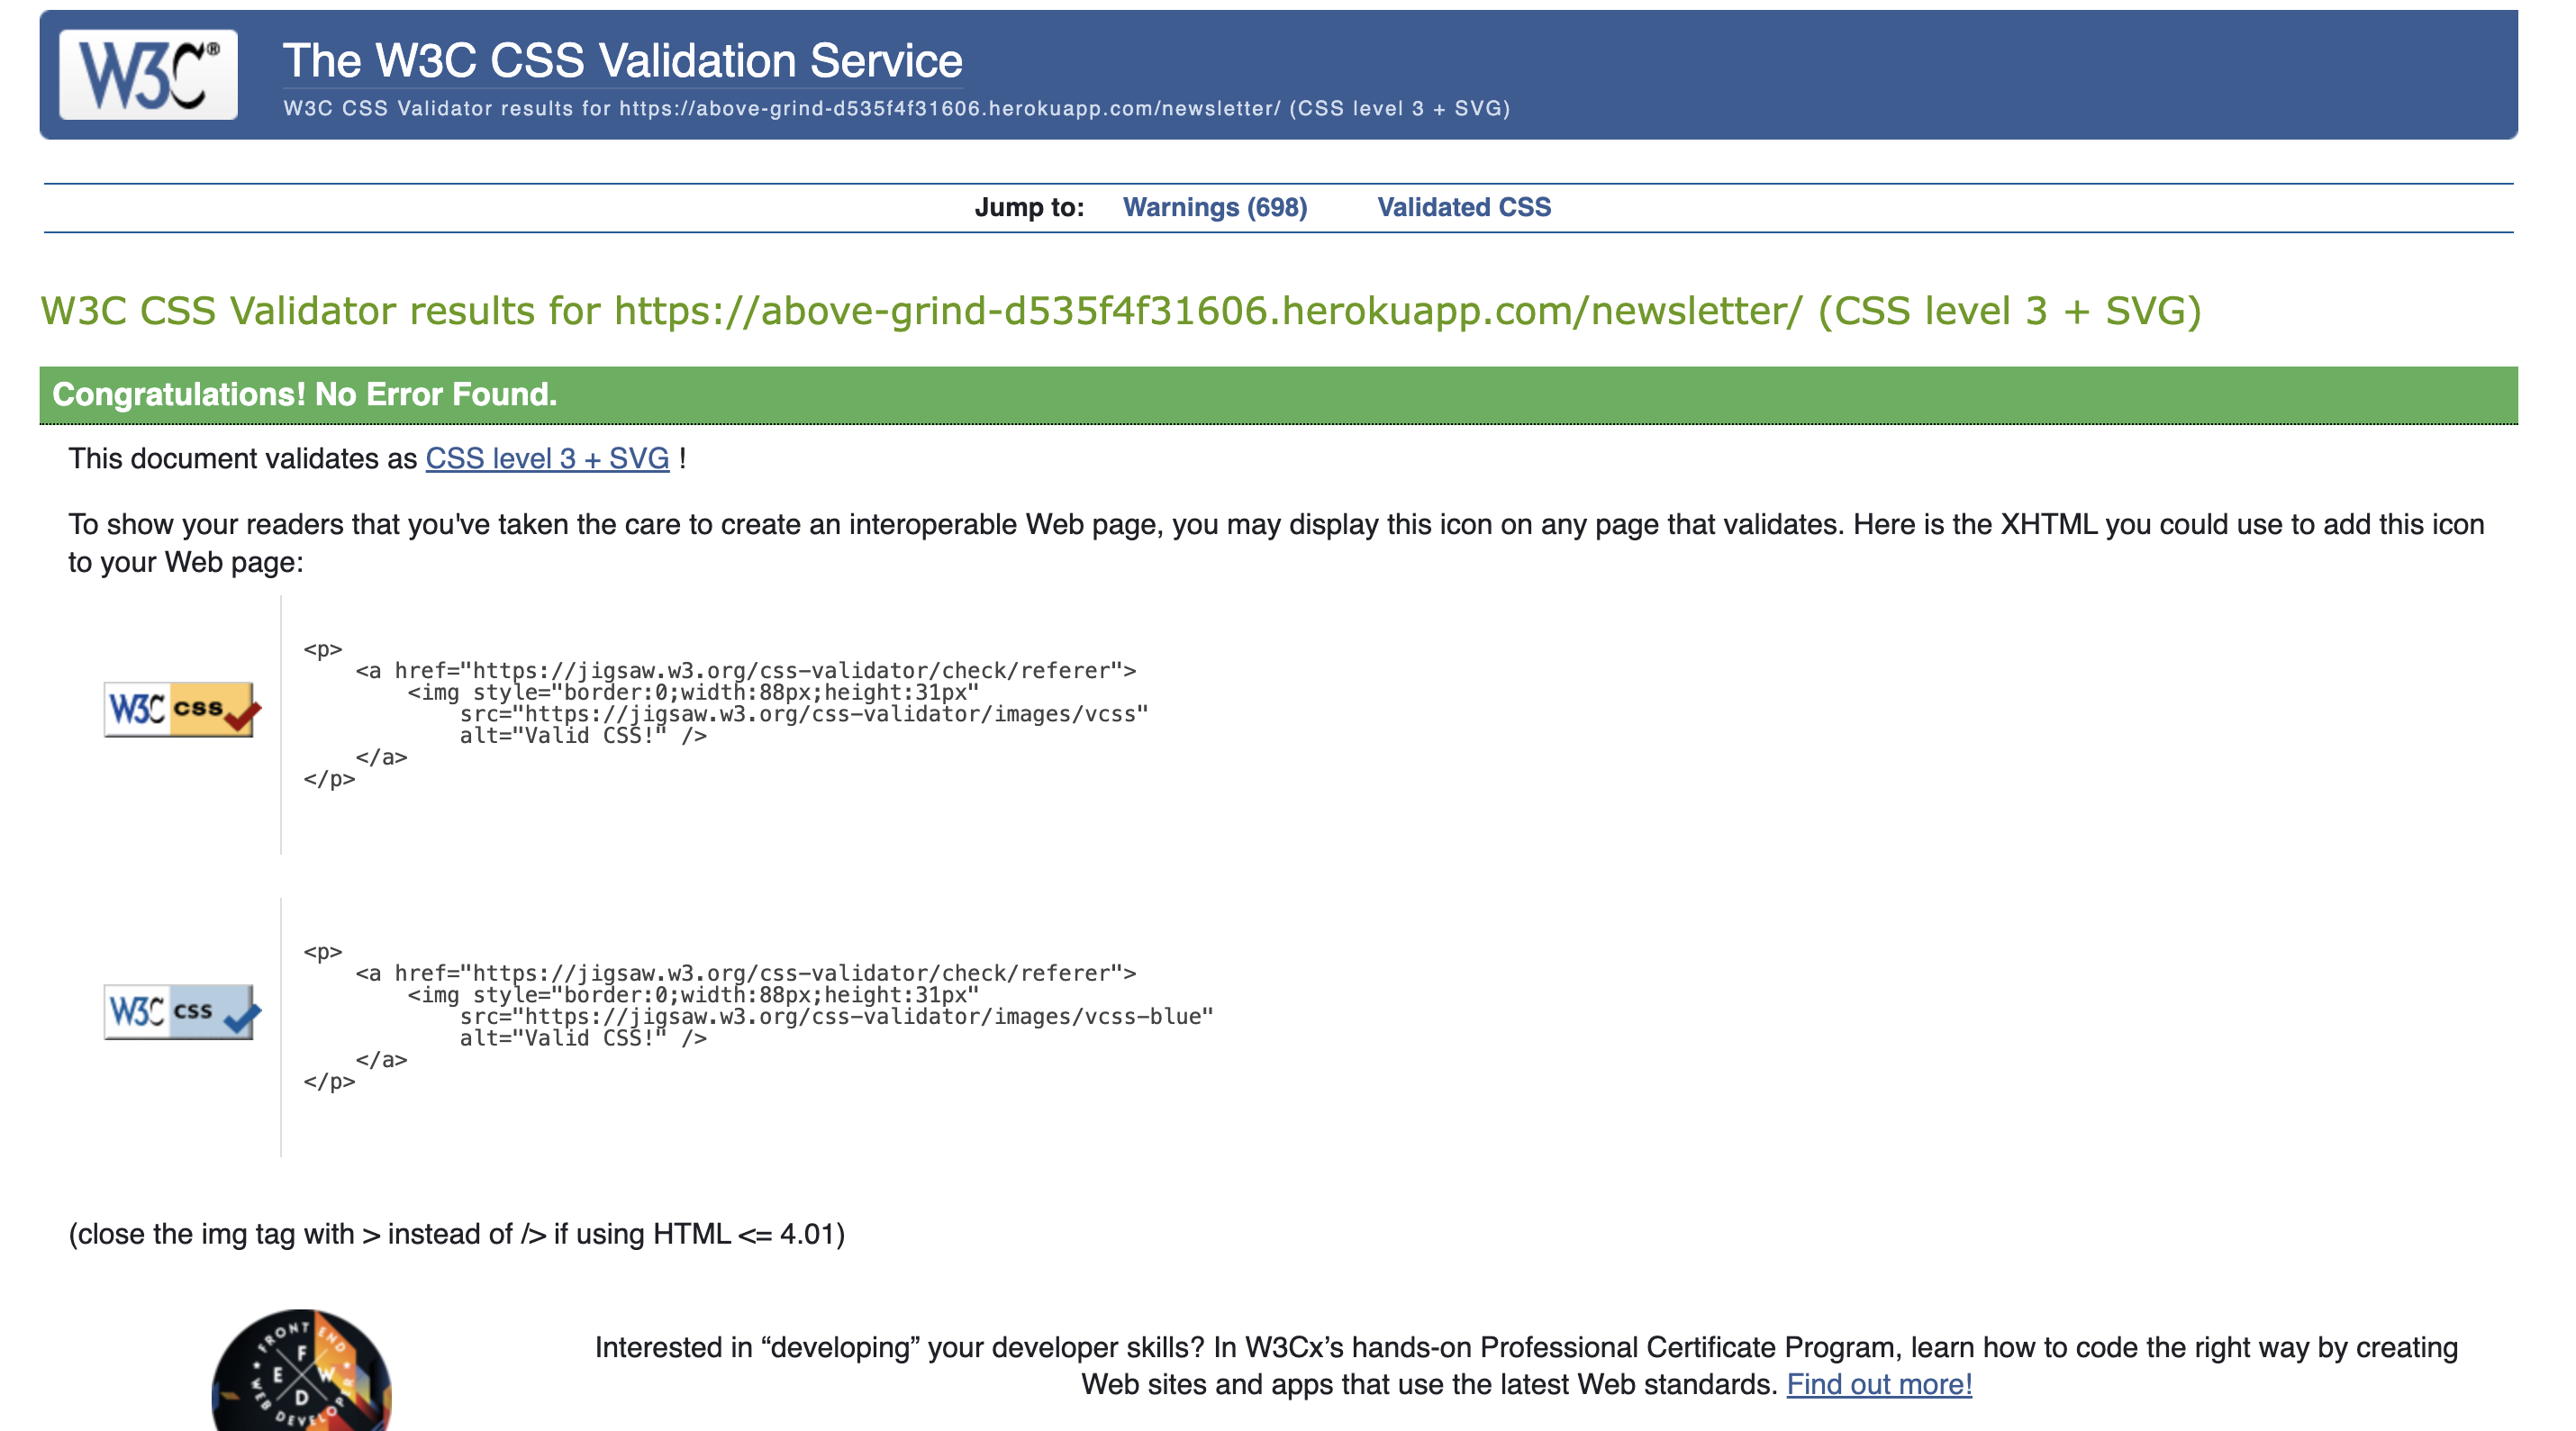 W3C®
The W3C CSS Validation Service
W3C CSS Validator results for https://above-grind-d535f4f31606.herokuapp.com/newsletter/ (CSS level 3 + SVG)
Jump to: Warnings (698) Validated CSS
W3C CSS Validator results for https://above-grind-d535f4f31606.herokuapp.com/newsletter/ (CSS level 3 + SVG)
Congratulations! No Error Found.
This document validates as CSS level 3 + SVG !
To show your readers that you've taken the care to create an interoperable Web page, you may display this icon on any page that validates. Here is the XHTML you could use to add this icon
to your Web page:
W3C css
<p>
<a href="https://jigsaw.w3.org/css-validator/check/referer">
<img style="border:0;width:88px;height:31px"
src="https://jigsaw.w3.org/css-validator/images/vcss"
alt="Valid CSS!" />
</a>
</p>
W3C css
<p>
<a href="https://jigsaw.w3.org/css-validator/check/referer">
<img style="border:0;width:88px;height:31px"
src="https://jigsaw.w3.org/css-validator/images/vcss-blue"
alt="Valid CSS!" />
</a>
</p>
(close the img tag with > instead of /> if using HTML <= 4.01)
FRONT END
F E W D
WEB DEVELOPER
Interested in “developing” your developer skills? In W3Cx’s hands-on Professional Certificate Program, learn how to code the right way by creating
Web sites and apps that use the latest Web standards. Find out more!